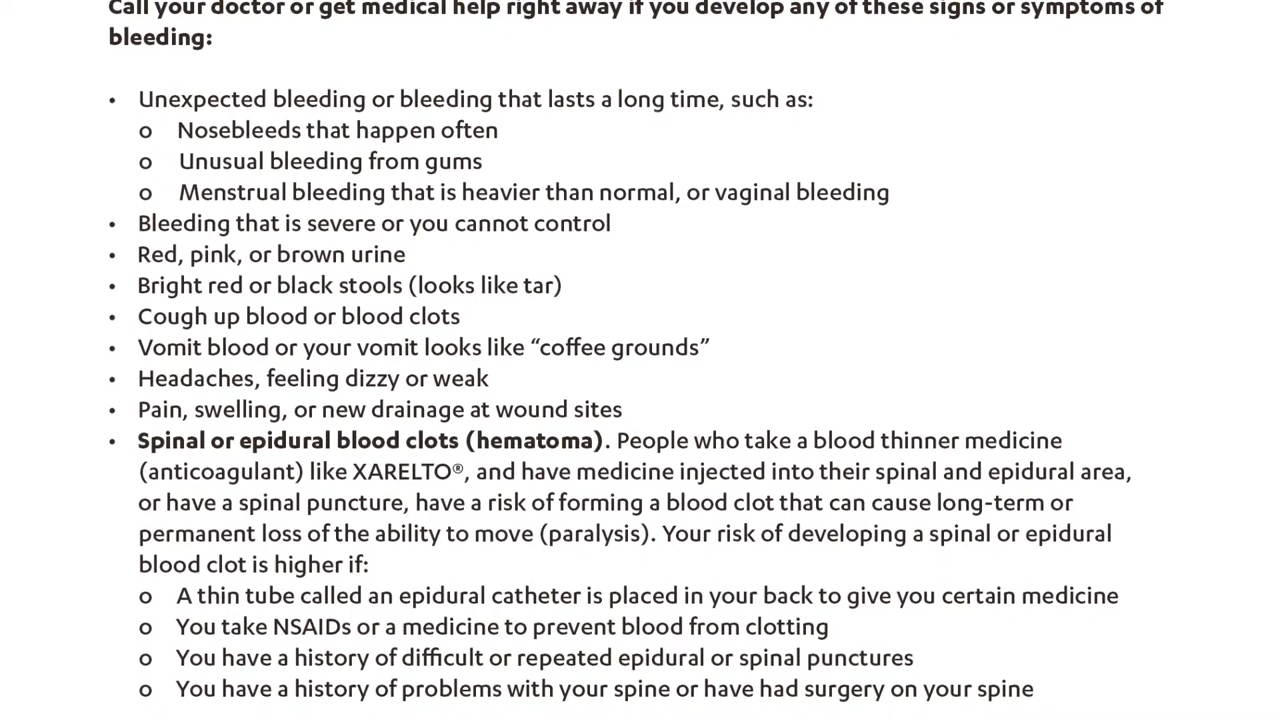 Call your doctor or get medical help right away if you develop any of these signs or symptoms of
bleeding:
• Unexpected bleeding or bleeding that lasts a long time, such as:
o Nosebleeds that happen often
o Unusual bleeding from gums
o Menstrual bleeding that is heavier than normal, or vaginal bleeding
• Bleeding that is severe or you cannot control
• Red, pink, or brown urine
• Bright red or black stools (looks like tar)
• Cough up blood or blood clots
• Vomit blood or your vomit looks like “coffee grounds”
• Headaches, feeling dizzy or weak
• Pain, swelling, or new drainage at wound sites
• Spinal or epidural blood clots (hematoma). People who take a blood thinner medicine
(anticoagulant) like XARELTO®, and have medicine injected into their spinal and epidural area,
or have a spinal puncture, have a risk of forming a blood clot that can cause long-term or
permanent loss of the ability to move (paralysis). Your risk of developing a spinal or epidural
blood clot is higher if:
o A thin tube called an epidural catheter is placed in your back to give you certain medicine
o You take NSAIDs or a medicine to prevent blood from clotting
o You have a history of difficult or repeated epidural or spinal punctures
o You have a history of problems with your spine or have had surgery on your spine